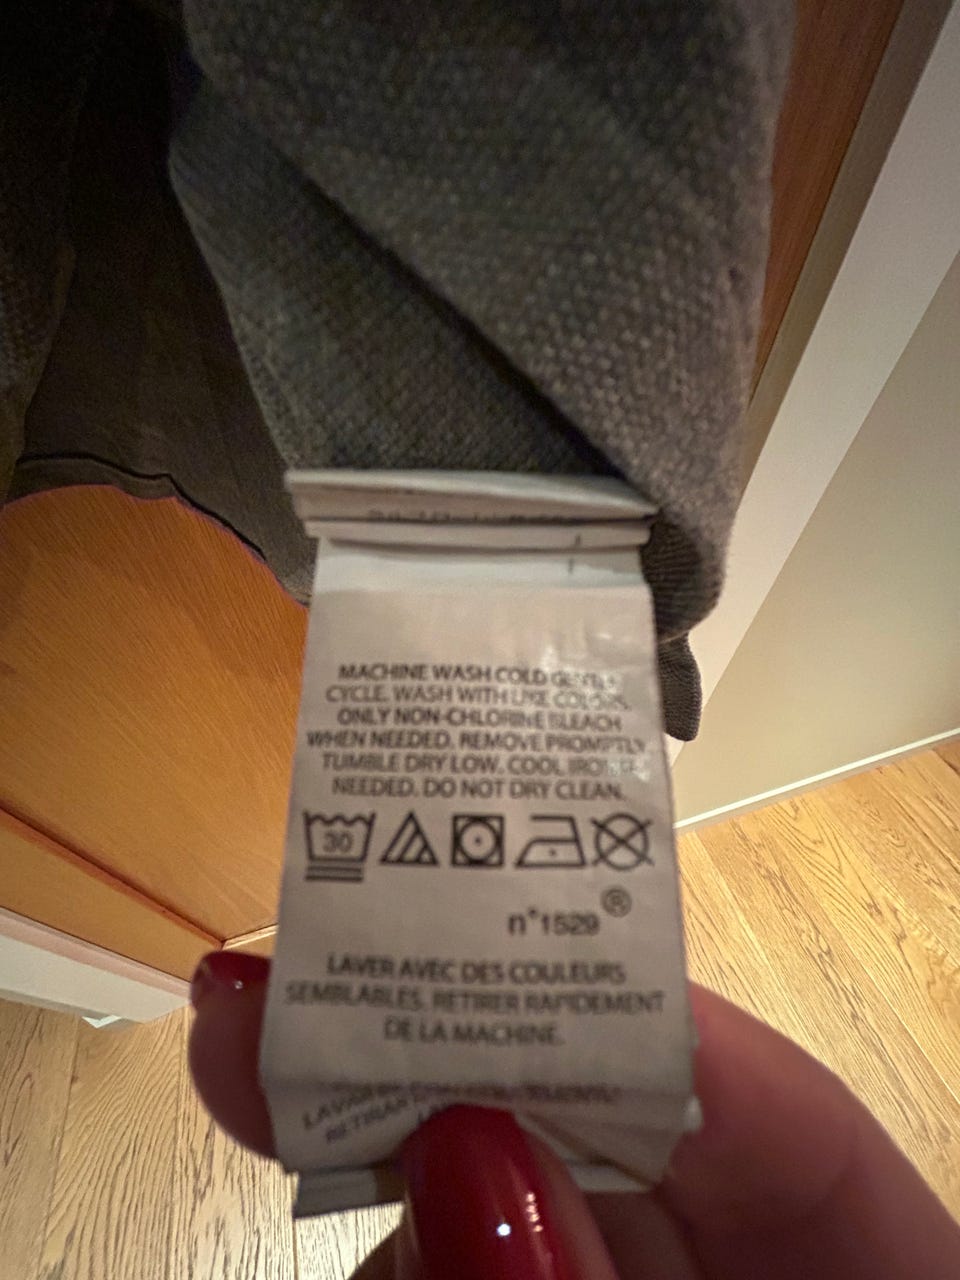 MACHINE WASH COLD GENTLE
CYCLE. WASH WITH LIKE COLORS.
ONLY NON-CHLORINE BLEACH
WHEN NEEDED. REMOVE PROMPTLY
TUMBLE DRY LOW. COOL IRON IF
NEEDED. DO NOT DRY CLEAN.
30
®
n°1529
LAVER AVEC DES COULEURS
SEMBLABLES. RETIRER RAPIDEMENT
DE LA MACHINE.
LAVAR